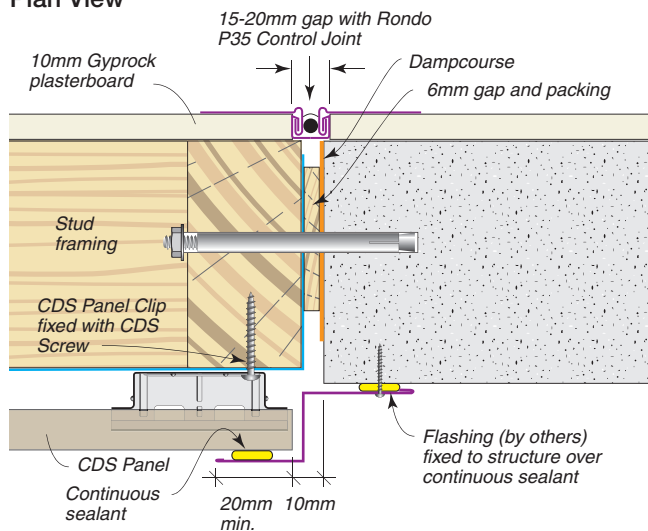 Plan View
15-20mm gap with Rondo
P35 Control Joint
10mm Gyprock
plasterboard
Dampcourse
6mm gap and packing
Stud
framing
CDS Panel Clip
fixed with CDS
Screw
CDS Panel
Continuous
sealant
20mm
min.
10mm
Flashing (by others)
fixed to structure over
continuous sealant